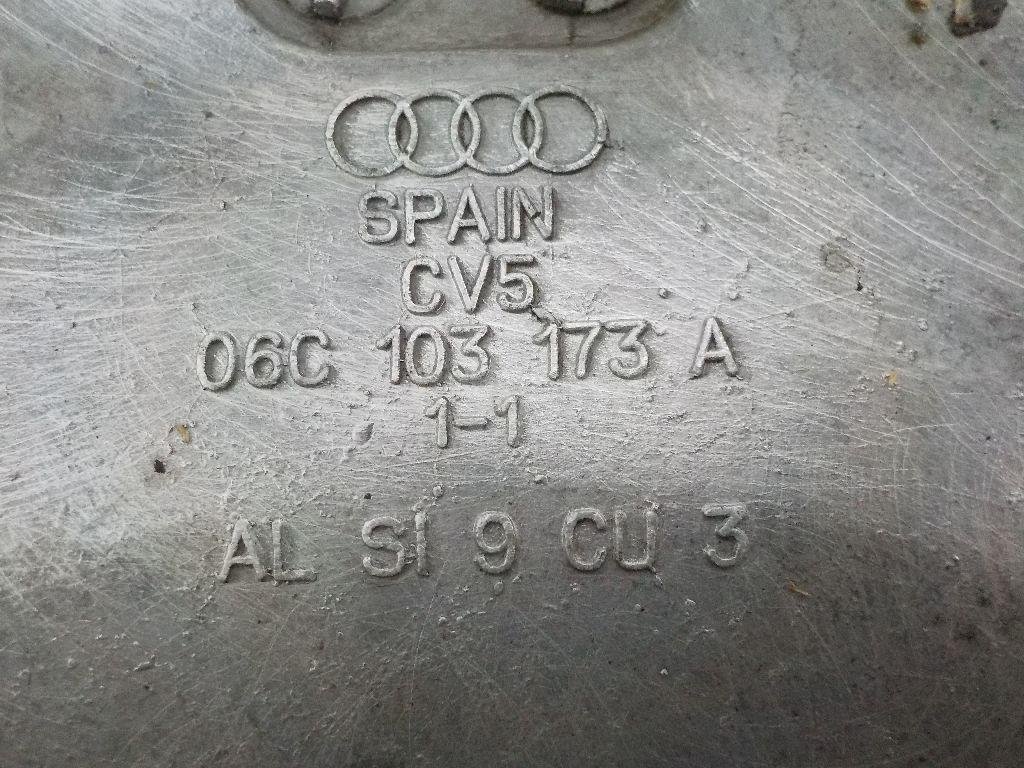 SPAIN
CV5
06C 103 173 A
1-1
AL SI 9 CU 3